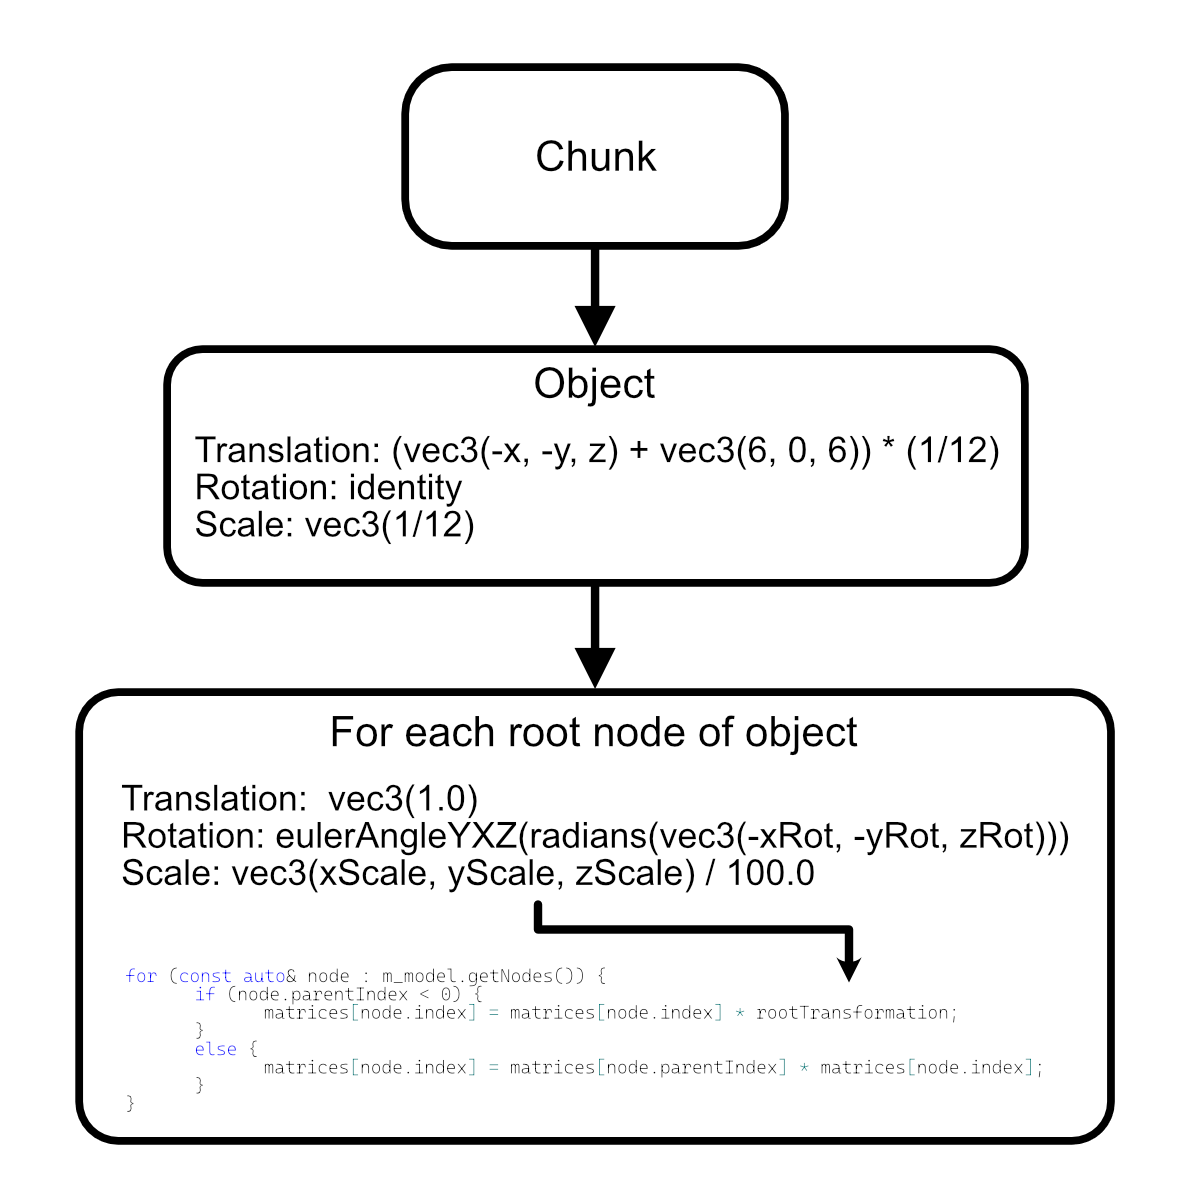 Chunk
Object
Translation: (vec3(-x, -y, z) + vec3(6, 0, 6)) * (1/12)
Rotation: identity
Scale: vec3(1/12)
For each root node of object
Translation:  vec3(1.0)
Rotation: eulerAngleYXZ(radians(vec3(-xRot, -yRot, zRot)))
Scale: vec3(xScale, yScale, zScale) / 100.0
for (const auto& node : m_model.getNodes()) {
if (node.parentIndex < 0) {
matrices[node.index] = matrices[node.index] * rootTransformation;
}
else {
matrices[node.index] = matrices[node.parentIndex] * matrices[node.index];
}
}